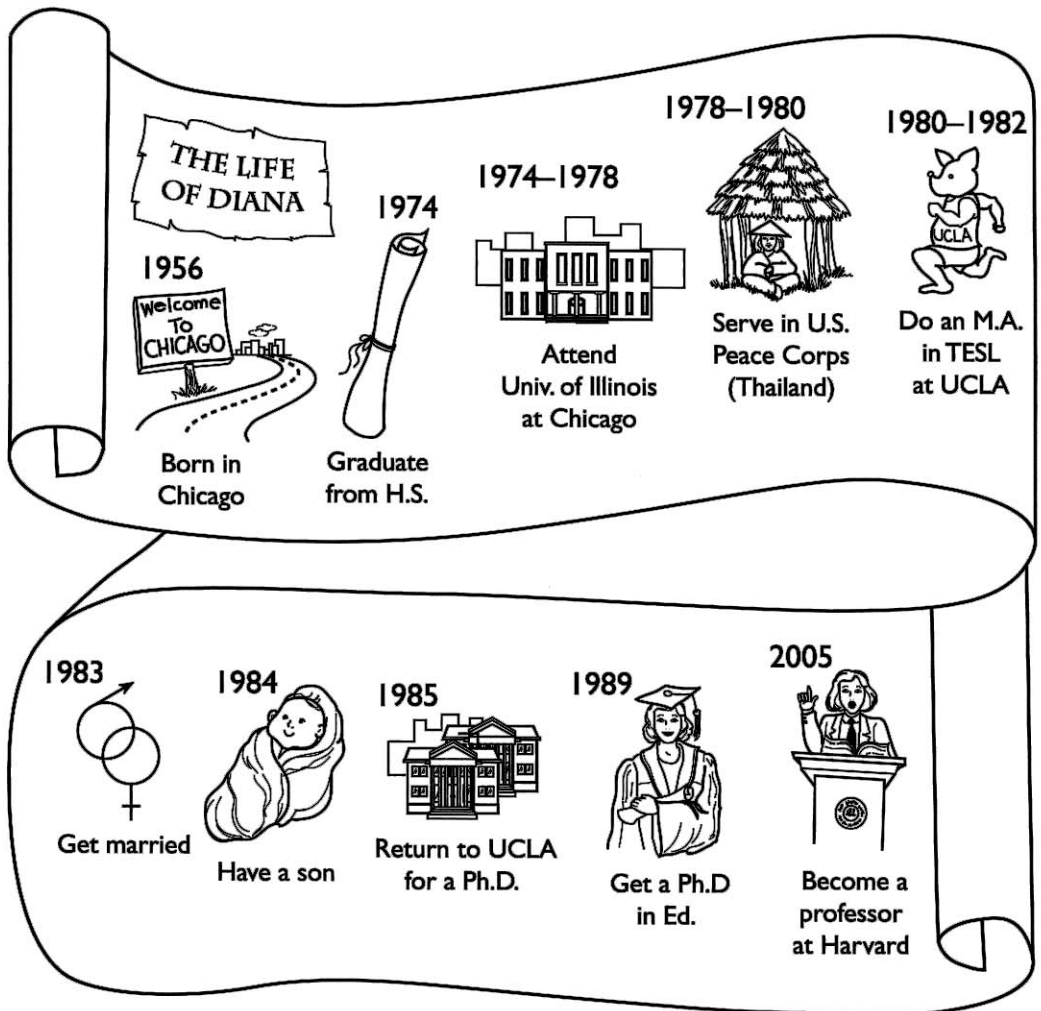 THE LIFE
OF DIANA
1956
Welcome
To
CHICAGO
Born in
Chicago
1974
Graduate
from H.S.
1974–1978
Attend
Univ. of Illinois
at Chicago
1978–1980
Serve in U.S.
Peace Corps
(Thailand)
1980–1982
UCLA
Do an M.A.
in TESL
at UCLA
1983
Get married
1984
Have a son
1985
Return to UCLA
for a Ph.D.
1989
Get a Ph.D
in Ed.
2005
Become a
professor
at Harvard